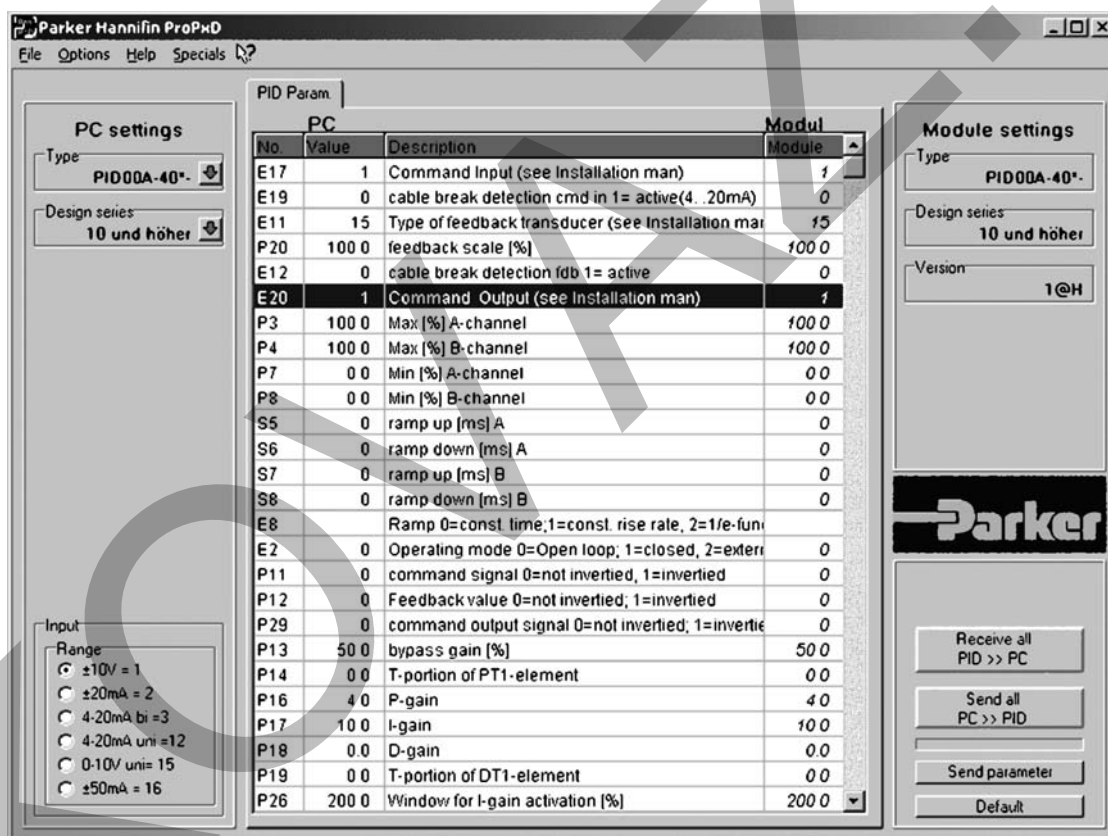 Parker Hannifin ProPxD
File Options Help Specials
PC settings
Type
PID00A-40*-
Design series
10 und höher
Input
Range
±10V = 1
±20mA = 2
4-20mA bi =3
4-20mA uni =12
0-10V uni= 15
±50mA = 16
PID Param.
PC Modul
No. Value Description Module
E17 1 Command Input (see Installation man) 1
E19 0 cable break detection cmd in 1= active(4. .20mA) 0
E11 15 Type of feedback transducer (see Installation man 15
P20 100 0 feedback scale [%] 100 0
E12 0 cable break detection fdb 1= active 0
E20 1 Command Output (see Installation man) 1
P3 100 0 Max [%] A-channel 100 0
P4 100 0 Max [%] B-channel 100 0
P7 0 0 Min [%] A-channel 0 0
P8 0 0 Min [%] B-channel 0 0
S5 0 ramp up [ms] A 0
S6 0 ramp down [ms] A 0
S7 0 ramp up [ms] B 0
S8 0 ramp down [ms] B 0
E8 Ramp 0=const. time;1=const. rise rate, 2=1/e-fun
E2 0 Operating mode 0=Open loop; 1=closed, 2=extern 0
P11 0 command signal 0=not invertied, 1=invertied 0
P12 0 Feedback value 0=not invertied; 1=invertied 0
P29 0 command output signal 0=not invertied; 1=invertie 0
P13 50 0 bypass gain [%] 50 0
P14 0 0 T-portion of PT1-element 0 0
P16 4 0 P-gain 4 0
P17 10 0 I-gain 10 0
P18 0.0 D-gain 0.0
P19 0 0 T-portion of DT1-element 0 0
P26 200 0 Window for I-gain activation [%] 200 0
Module settings
Type
PID00A-40*-
Design series
10 und höher
Version
1@H
Parker
Receive all
PID >> PC
Send all
PC >> PID
Send parameter
Default